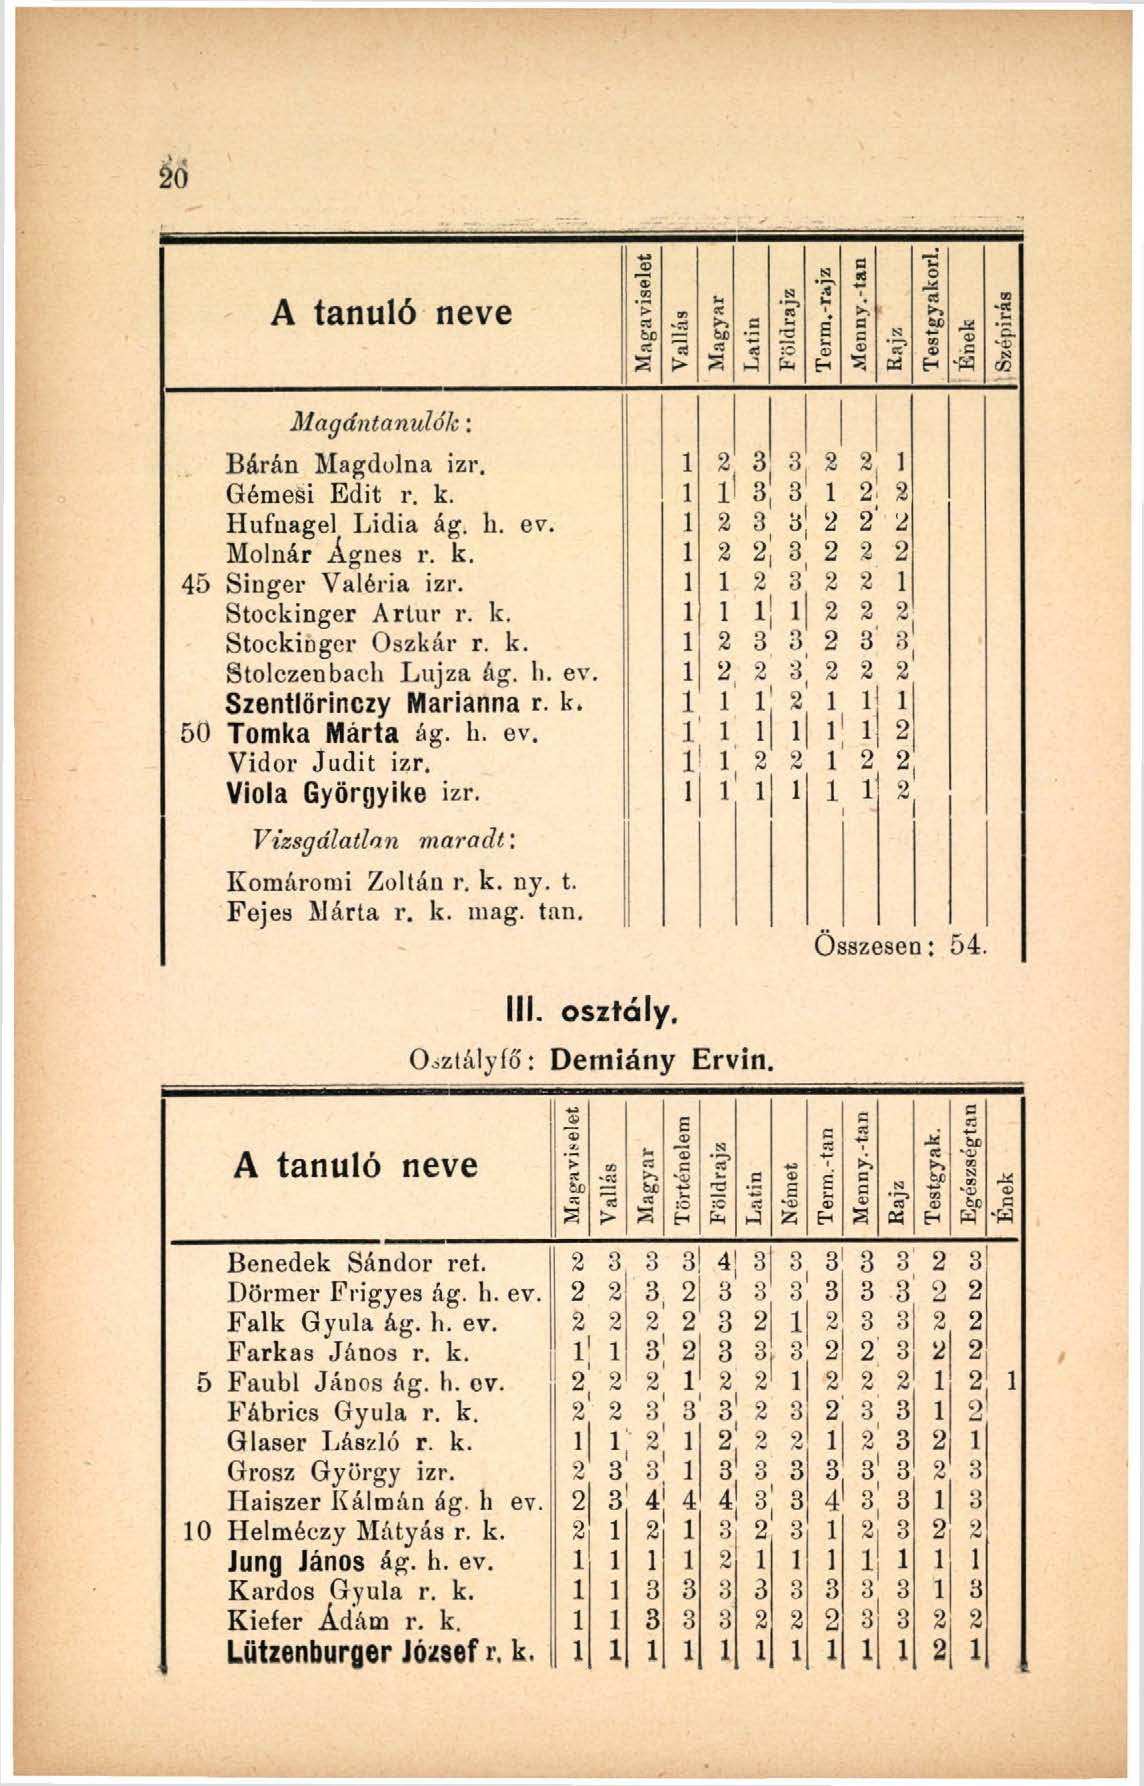 20
A tanuló neve Magaviselet Vallás Magyar Latin Földrajz Term.-rajz Menny.-tan Rajz Testgyakorl. Ének Szépirás
Magántanulók:
Bárán Magdolna izr. 1 2 3 3 2 2 1
Gémesi Edit r. k. 1 1 3 3 1 2 2
Hufnagel Lidia ág. h. ev. 1 2 3 3 2 2 2
Molnár Ágnes r. k. 1 2 2 3 2 2 2
45 Singer Valéria izr. 1 1 2 3 2 2 1
Stockinger Artur r. k. 1 1 1 1 2 2 2
Stockinger Oszkár r. k. 1 2 3 3 2 3 3
Stolczenbach Lujza ág. h. ev. 1 2 2 3 2 2 2
Szentlőrinczy Marianna r. k. 1 1 1 2 1 1 1
50 Tomka Márta ág. h. ev. 1 1 1 1 1 1 2
Vidor Judit izr. 1 1 2 2 1 2 2
Viola Györgyike izr. 1 1 1 1 1 1 2
Vizsgálatlan maradt:
Komáromi Zoltán r. k. ny. t.
Fejes Márta r. k. mag. tan.
Összesen: 54.
III. osztály.
Osztályfő: Demiány Ervin.
A tanuló neve Magaviselet Vallás Magyar Történelem Földrajz Latin Német Term.-tan Menny.-tan Rajz Testgyak. Egészségtan Ének
Benedek Sándor ref. 2 3 3 3 4 3 3 3 3 3 2 3
Dörmer Frigyes ág. h. ev. 2 2 3 2 3 3 3 3 3 3 2 2
Falk Gyula ág. h. ev. 2 2 2 2 3 2 1 2 3 3 2 2
Farkas János r. k. 1 1 3 2 3 3 3 2 2 3 2 2
5 Faubl János ág. h. ev. 2 2 2 1 2 2 1 2 2 2 1 2 1
Fábrics Gyula r. k. 2 2 3 3 3 2 3 2 3 3 1 2
Glaser László r. k. 1 1 2 1 2 2 2 1 2 3 2 1
Grosz György izr. 2 3 3 1 3 3 3 3 3 3 2 3
Haiszer Kálmán ág. h ev. 2 3 4 4 4 3 3 4 3 3 1 3
10 Helméczy Mátyás r. k. 2 1 2 1 3 2 3 1 2 3 2 2
Jung János ág. h. ev. 1 1 1 1 2 1 1 1 1 1 1 1
Kardos Gyula r. k. 1 1 3 3 3 3 3 3 3 3 1 3
Kiefer Ádám r. k. 1 1 3 3 3 2 2 2 3 3 2 2
Lützenburger József r. k. 1 1 1 1 1 1 1 1 1 1 2 1